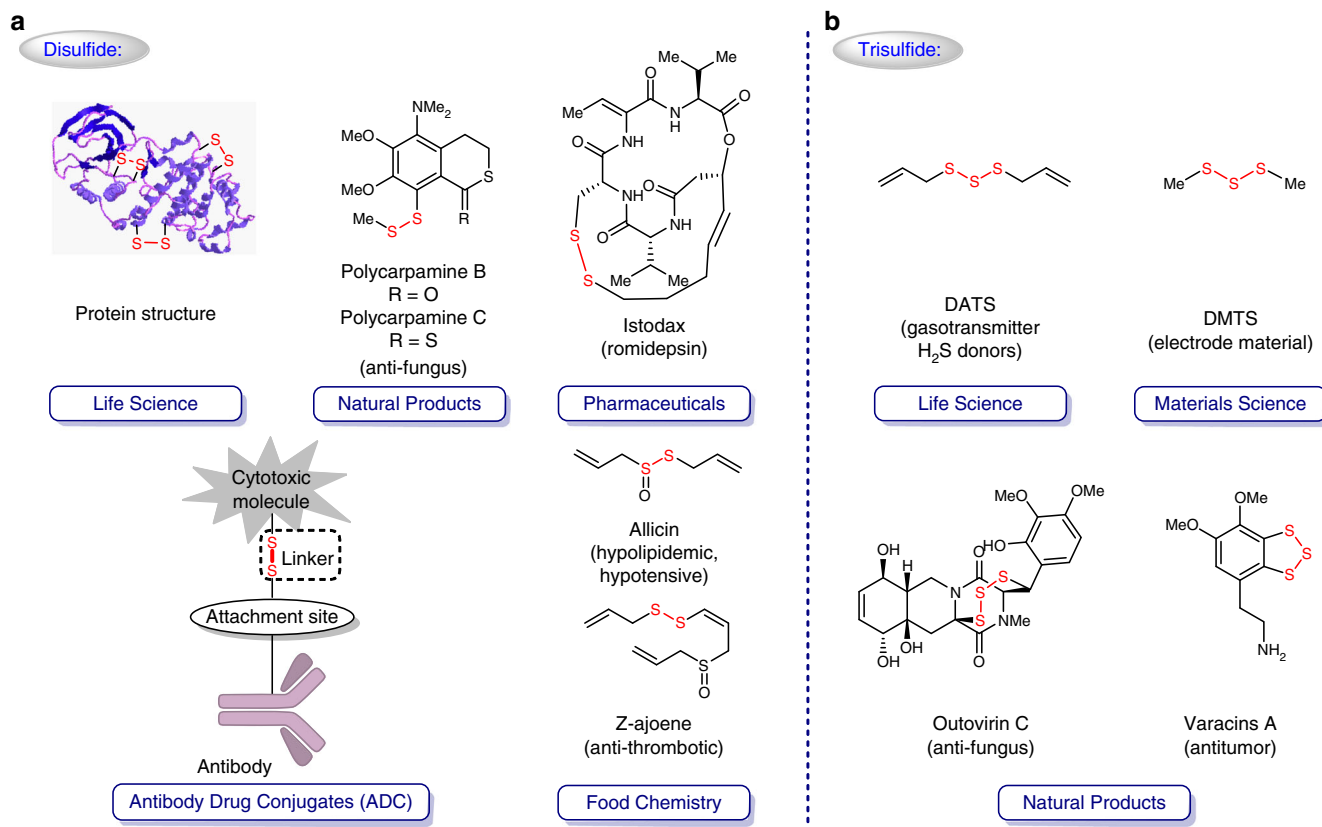 a
Disulfide:
S
S
S
S
S
S
Protein structure
Life Science
NMe₂
MeO
MeO
S
Me
S
S
R
Polycarpamine B
R = O
Polycarpamine C
R = S
(anti-fungus)
Natural Products
Me
Me
O
O
Me
N
H
NH
O
O
O
NH
O
O
NH
S
S
Me
Me
Istodax
(romidepsin)
Pharmaceuticals
Cytotoxic
molecule
S
S
Linker
Attachment site
Antibody
Antibody Drug Conjugates (ADC)
S
S
O
Allicin
(hypolipidemic,
hypotensive)
S
S
S
O
Z-ajoene
(anti-thrombotic)
Food Chemistry
b
Trisulfide:
S
S
S
DATS
(gasotransmitter
H₂S donors)
Life Science
Me
S
S
S
Me
DMTS
(electrode material)
Materials Science
MeO
OMe
HO
OH
H
O
S
S
S
N
NMe
O
OH
OH
Outovirin C
(anti-fungus)
OMe
MeO
S
S
S
NH₂
Varacins A
(antitumor)
Natural Products